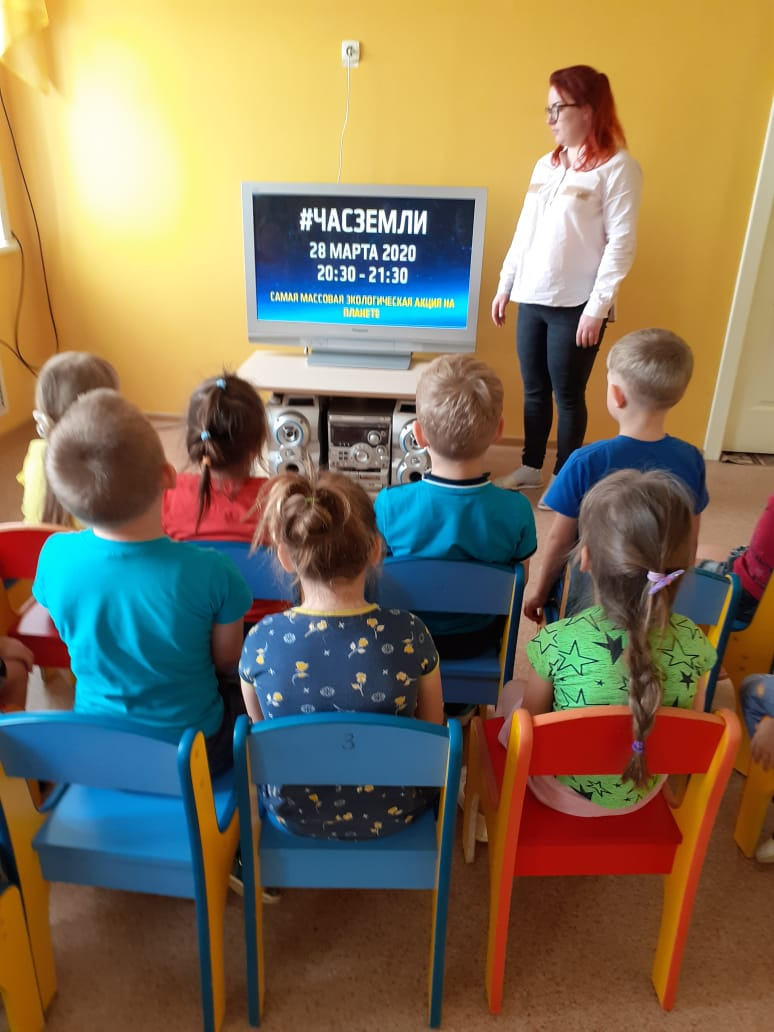 #ЧАСЗЕМЛИ
28 МАРТА 2020
20:30 - 21:30
САМАЯ МАССОВАЯ ЭКОЛОГИЧЕСКАЯ АКЦИЯ НА
ПЛАНЕТЕ
3